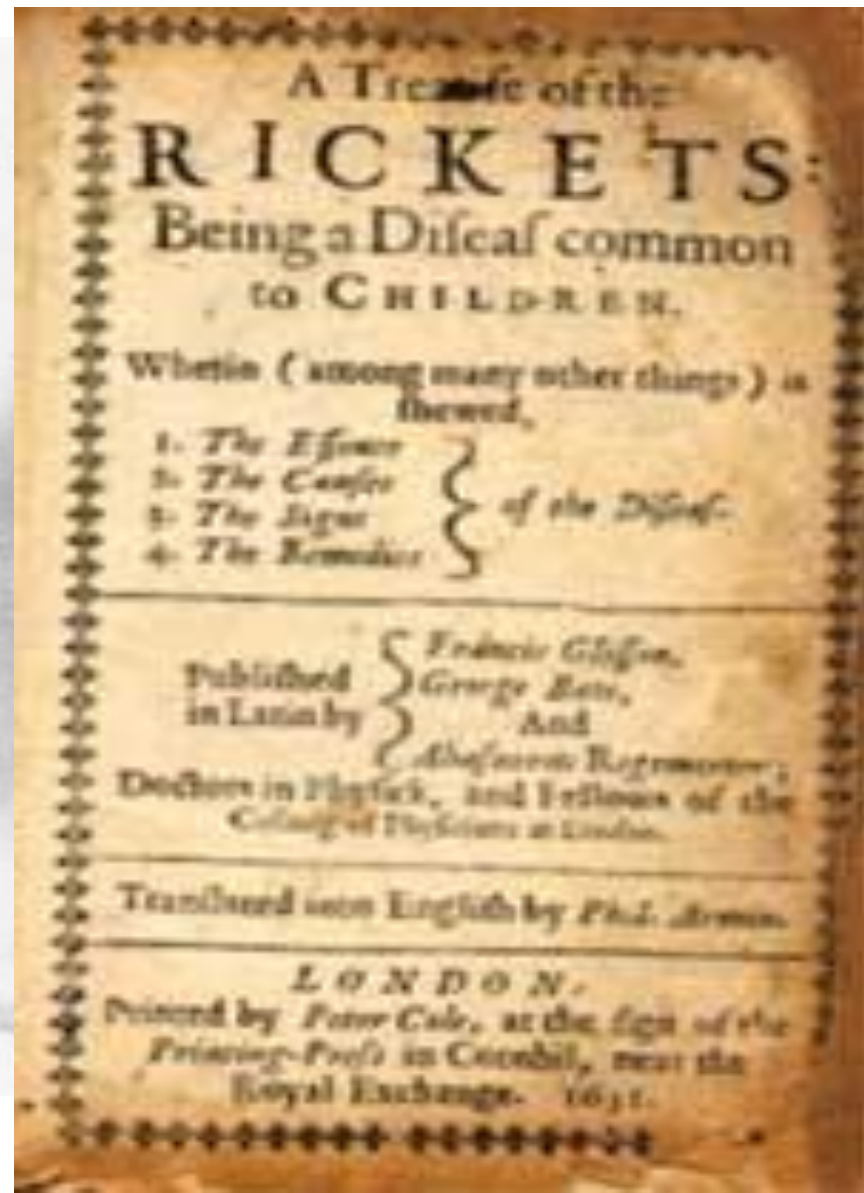 A Treatise of the
RICKETS:
Being a Diſeaſ common
to CHILDREN.
Wherin (among many other things) is
ſhewed,
1. The Eſſence
2. The Cauſes
3. The Signs
4. The Remedies
of the Diſeaſ.
Publiſhed
in Latin by
Francis Gliſſon,
George Bate,
And
Ahaſuerus Regemorter;
Doctors in Phyſick, and Fellows of the
Colledg of Phyſitians at London.
Tranſlated into Engliſh by Phil. Armin.
LONDON.
Printed by Peter Cole, at the ſign of the
Printing-Preſs in Cornhil, near the
Royal Exchange. 1651.